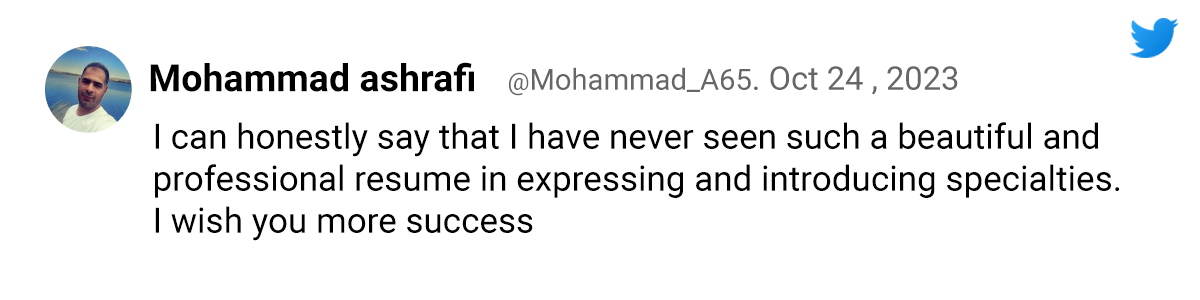 Mohammad ashrafi @Mohammad_A65. Oct 24 , 2023
I can honestly say that I have never seen such a beautiful and
professional resume in expressing and introducing specialties.
I wish you more success